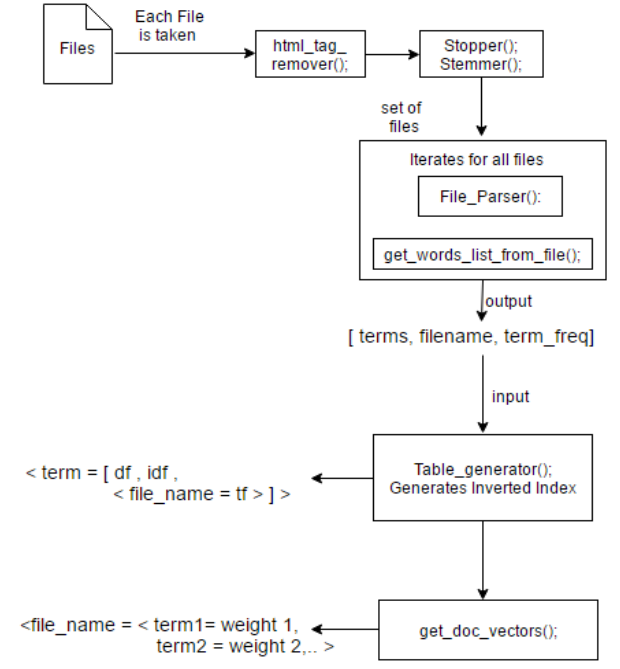 Files
Each File
is taken
html_tag_
remover();
Stopper();
Stemmer();
set of
files
Iterates for all files
File_Parser():
get_words_list_from_file();
output
[ terms, filename, term_freq]
input
Table_generator();
Generates Inverted Index
< term = [ df , idf ,
< file_name = tf > ] >
get_doc_vectors();
<file_name = < term1= weight 1,
term2 = weight 2,.. >